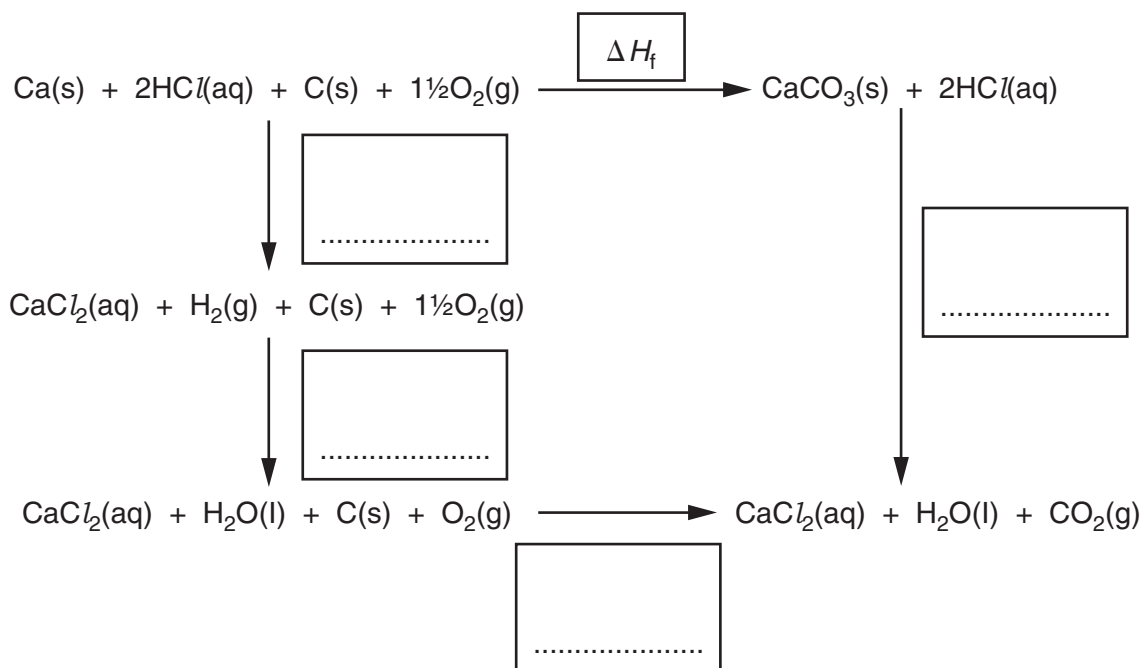 ΔHf
Ca(s) + 2HCl(aq) + C(s) + 1½O₂(g) CaCO₃(s) + 2HCl(aq)
.....................
.....................
CaCl₂(aq) + H₂(g) + C(s) + 1½O₂(g)
.....................
CaCl₂(aq) + H₂O(l) + C(s) + O₂(g) CaCl₂(aq) + H₂O(l) + CO₂(g)
.....................